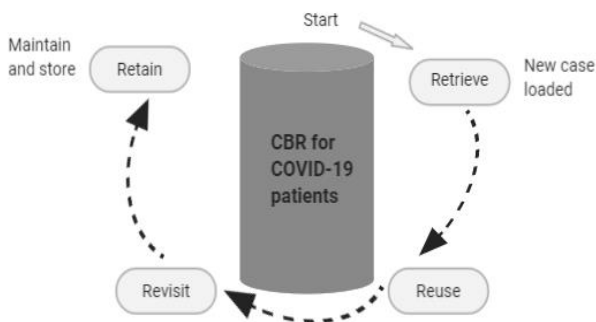 Start
Maintain
and store
Retain
Retrieve
New case
loaded
CBR for
COVID-19
patients
Revisit
Reuse